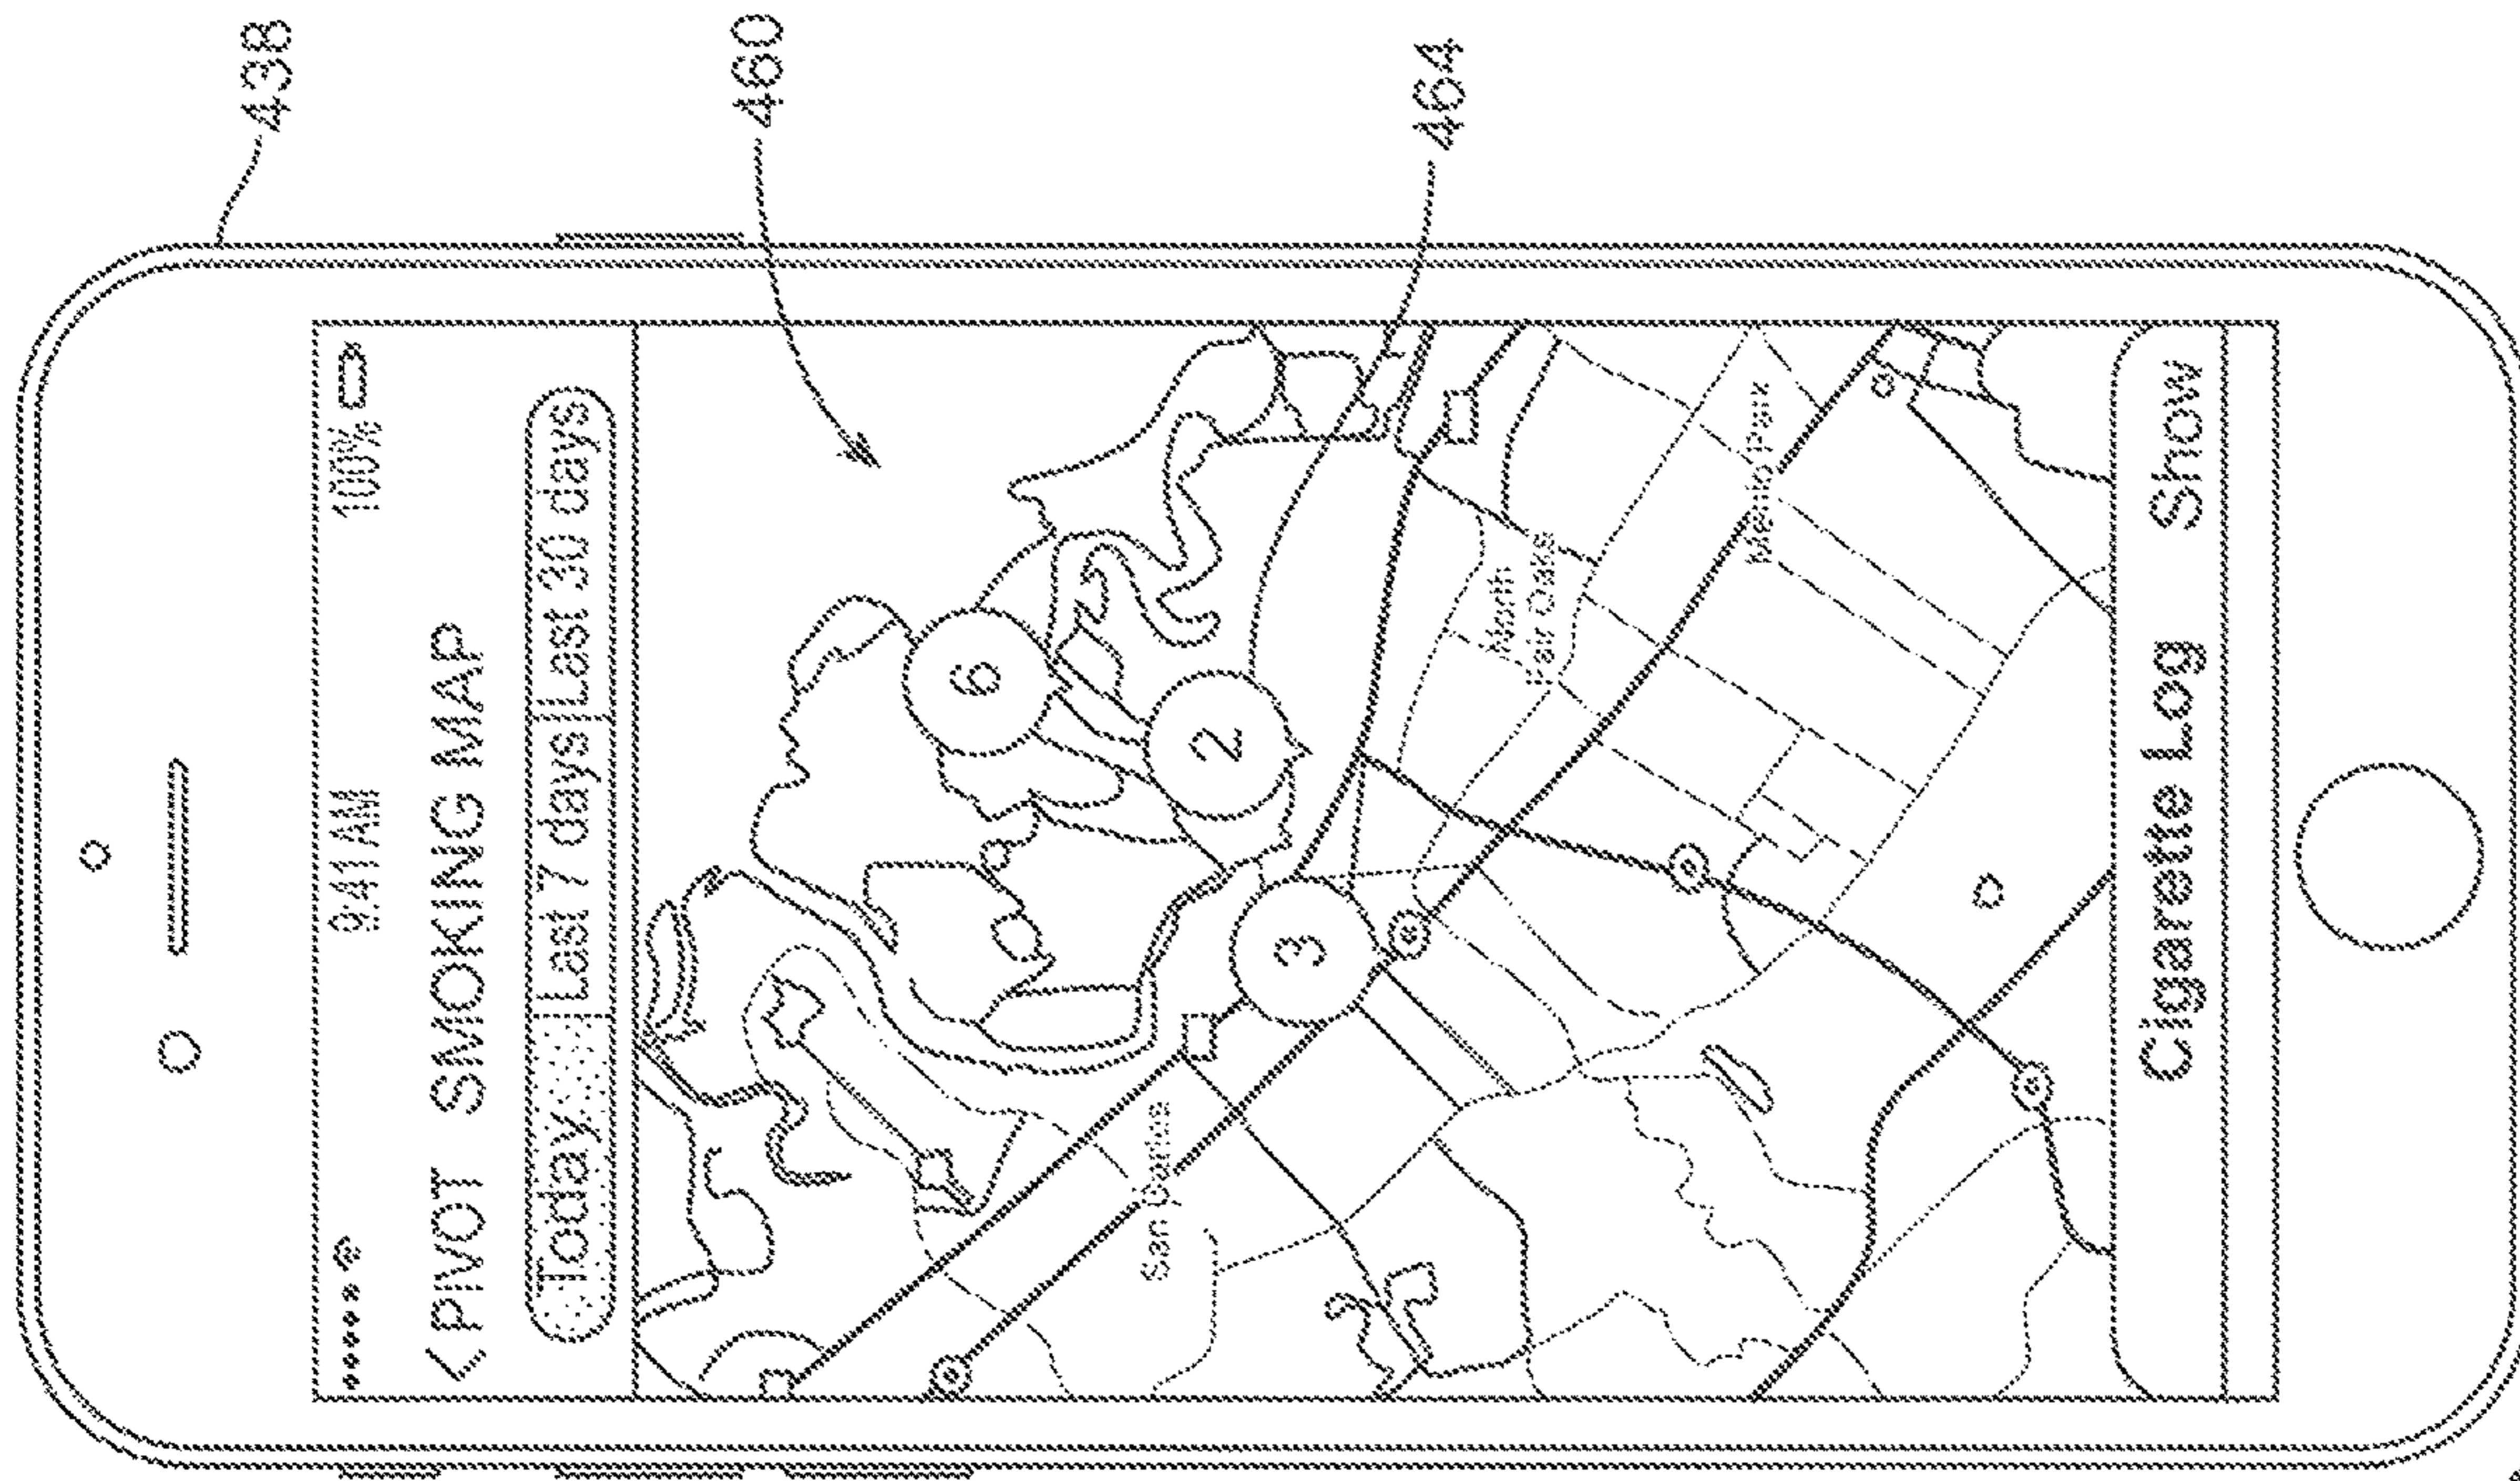 438
460
464
9:41 AM 100%
<PIVOT SMOKING MAP
Today Last 7 days Last 30 days
6
2
3
San Carlos
North
Fair Oaks
Menlo Park
Cigarette Log Show